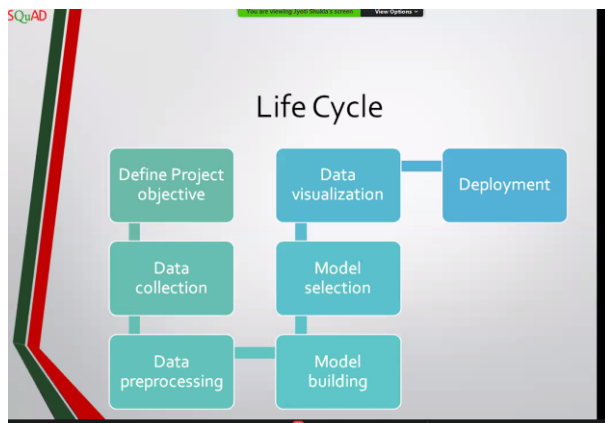 SQuAD
You are viewing Jyoti Shukla's screen
View Options
Life Cycle
Define Project
objective
Data
collection
Data
preprocessing
Model
building
Model
selection
Data
visualization
Deployment